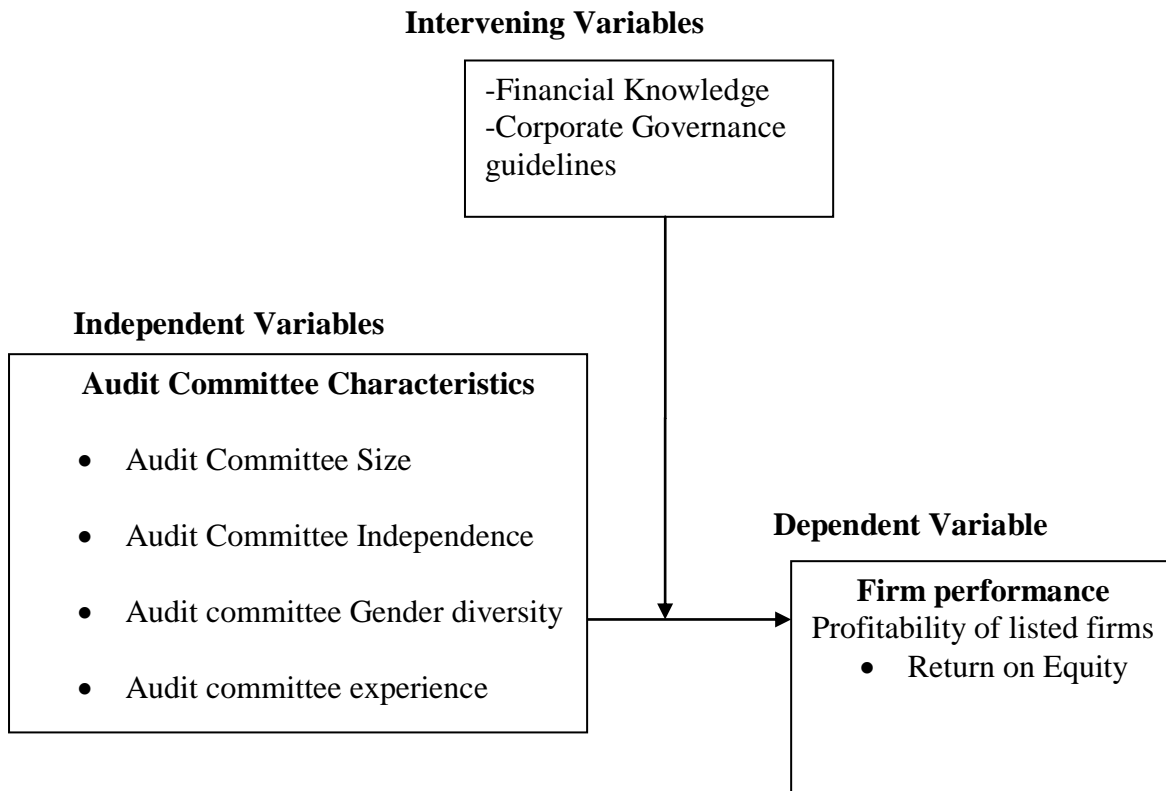 Intervening Variables
-Financial Knowledge
-Corporate Governance
guidelines
Independent Variables
Audit Committee Characteristics
• Audit Committee Size
• Audit Committee Independence
• Audit committee Gender diversity
• Audit committee experience
Dependent Variable
Firm performance
Profitability of listed firms
• Return on Equity